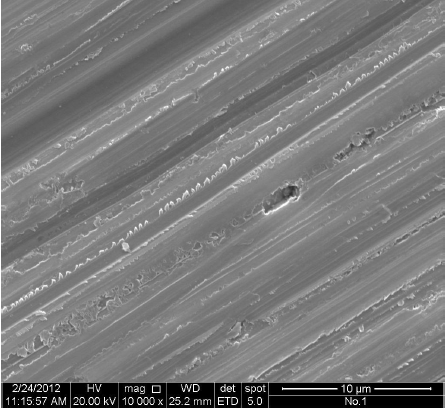 2/24/2012 HV mag □ WD det spot 10 µm
11:15:57 AM 20.00 kV 10 000 x 25.2 mm ETD 5.0 No.1